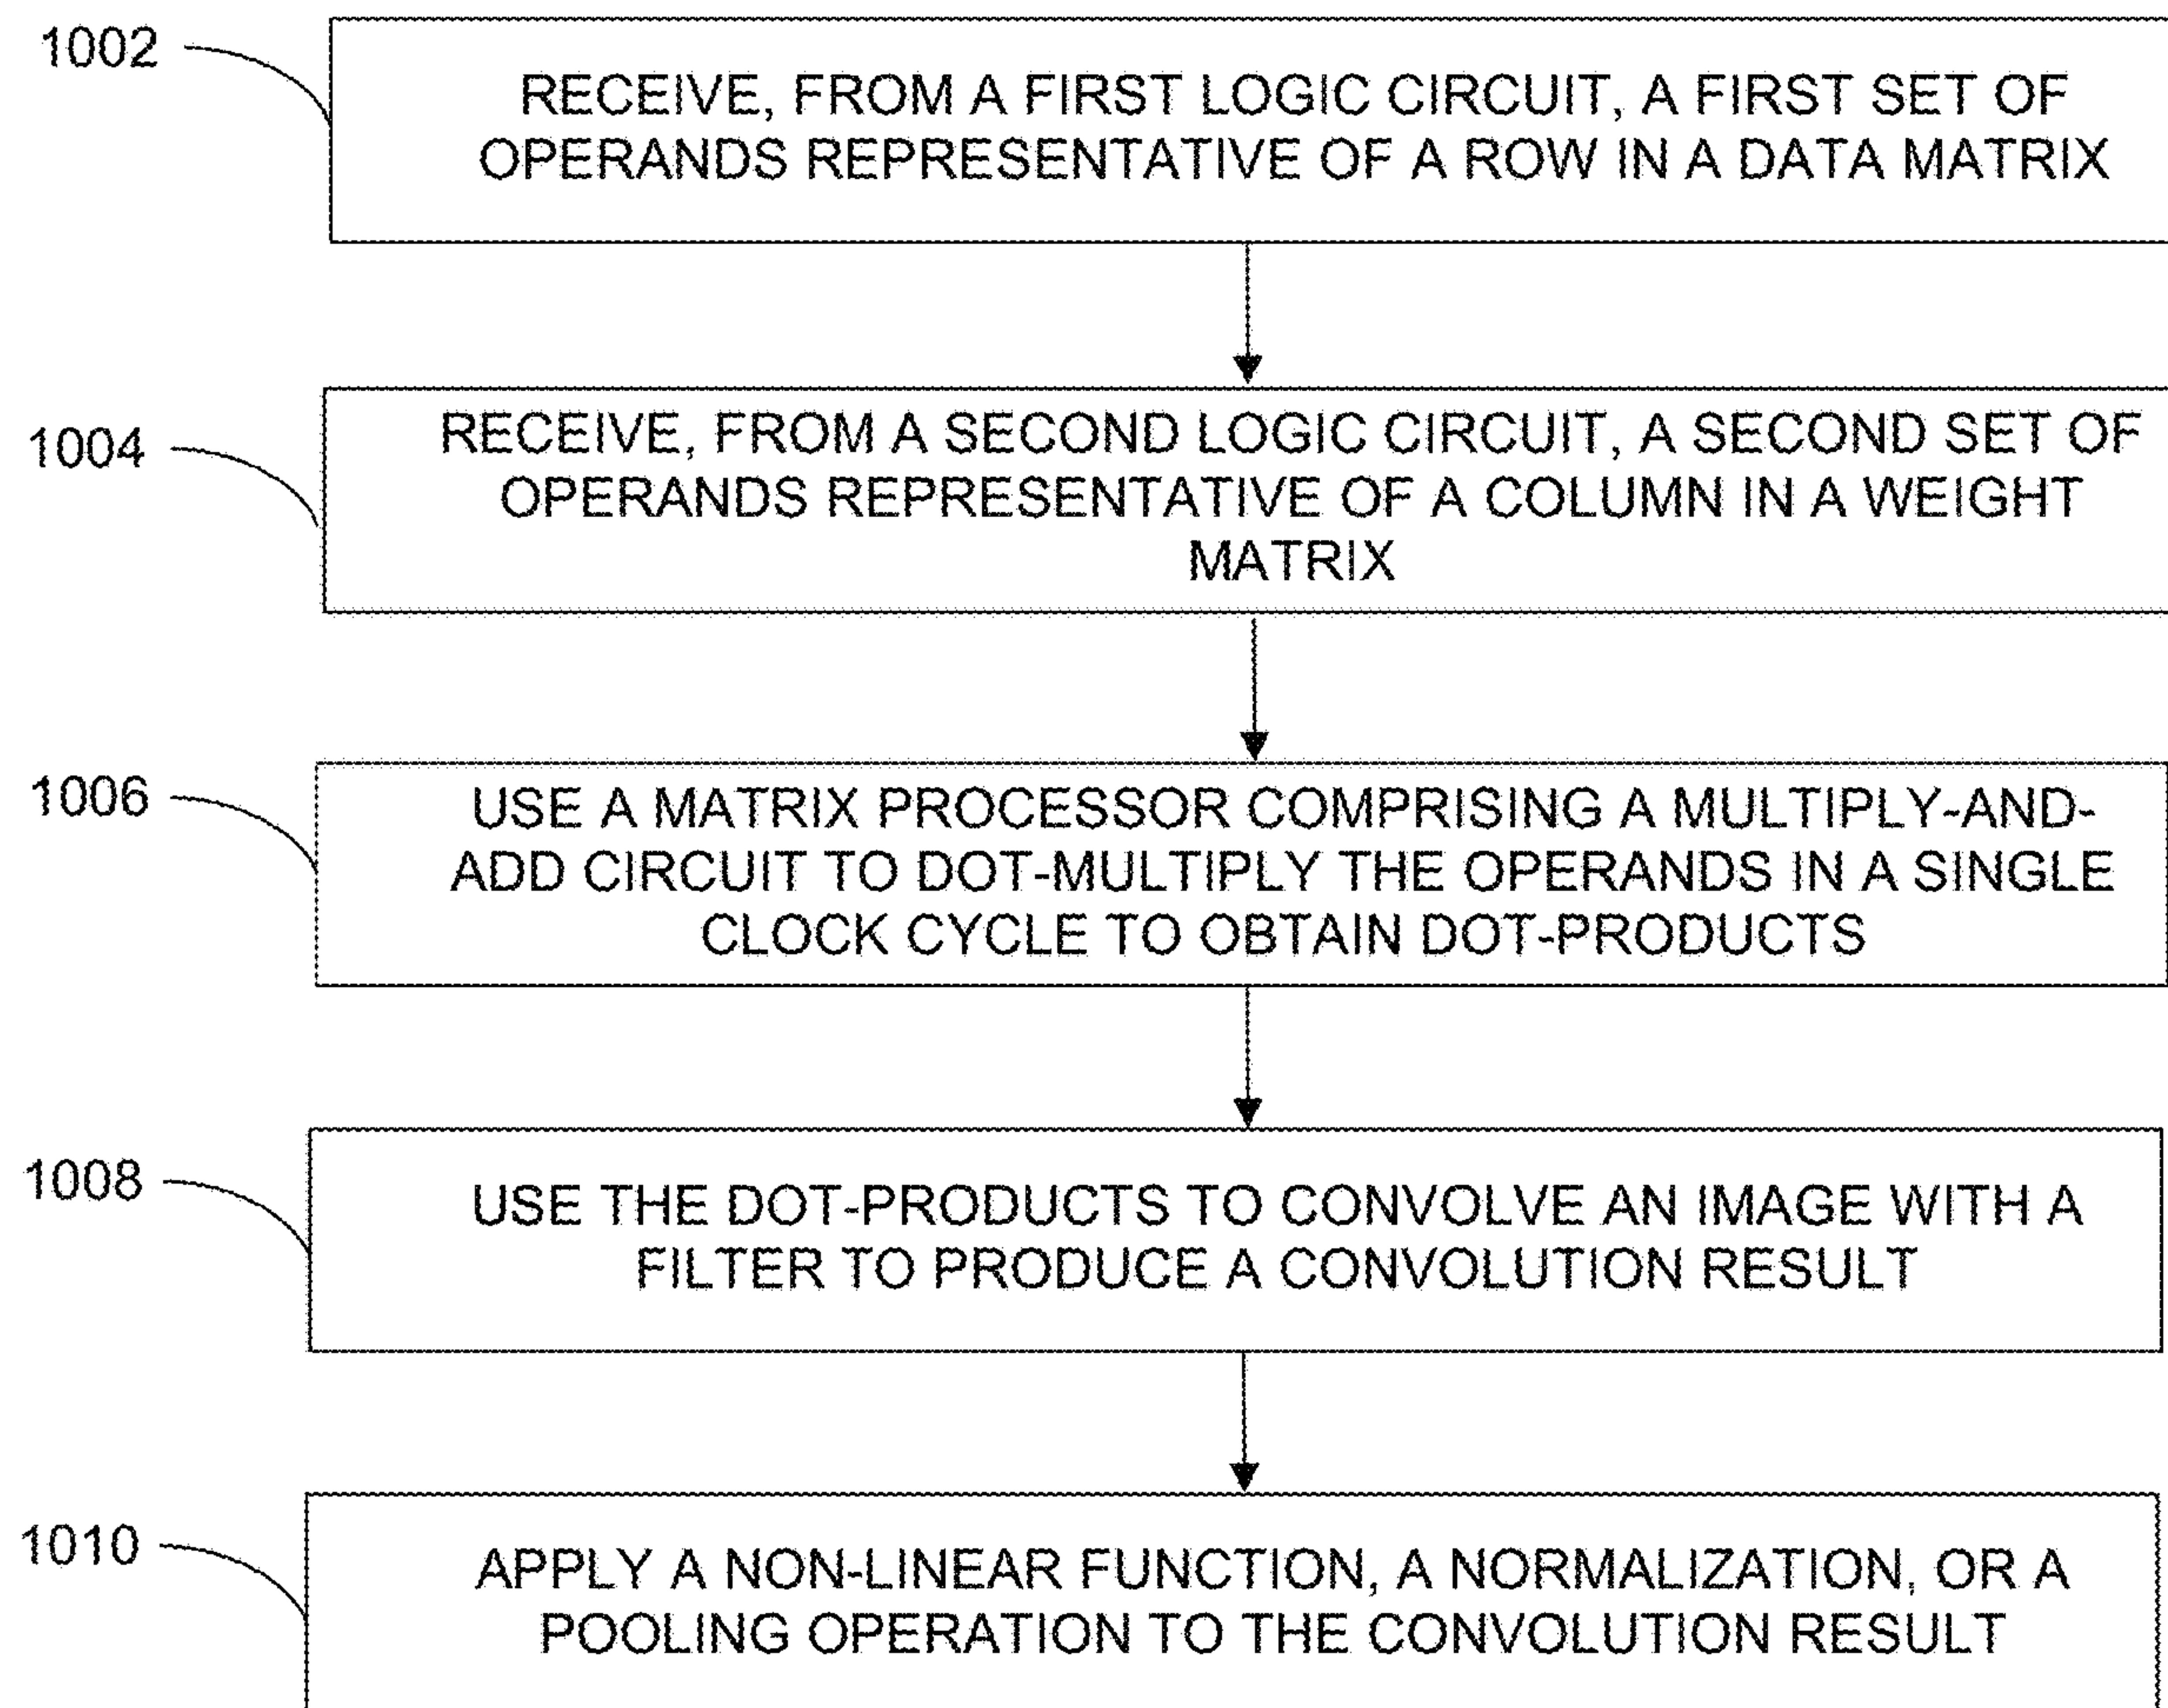 1002
RECEIVE, FROM A FIRST LOGIC CIRCUIT, A FIRST SET OF
OPERANDS REPRESENTATIVE OF A ROW IN A DATA MATRIX
1004
RECEIVE, FROM A SECOND LOGIC CIRCUIT, A SECOND SET OF
OPERANDS REPRESENTATIVE OF A COLUMN IN A WEIGHT
MATRIX
1006
USE A MATRIX PROCESSOR COMPRISING A MULTIPLY-AND-
ADD CIRCUIT TO DOT-MULTIPLY THE OPERANDS IN A SINGLE
CLOCK CYCLE TO OBTAIN DOT-PRODUCTS
1008
USE THE DOT-PRODUCTS TO CONVOLVE AN IMAGE WITH A
FILTER TO PRODUCE A CONVOLUTION RESULT
1010
APPLY A NON-LINEAR FUNCTION, A NORMALIZATION, OR A
POOLING OPERATION TO THE CONVOLUTION RESULT